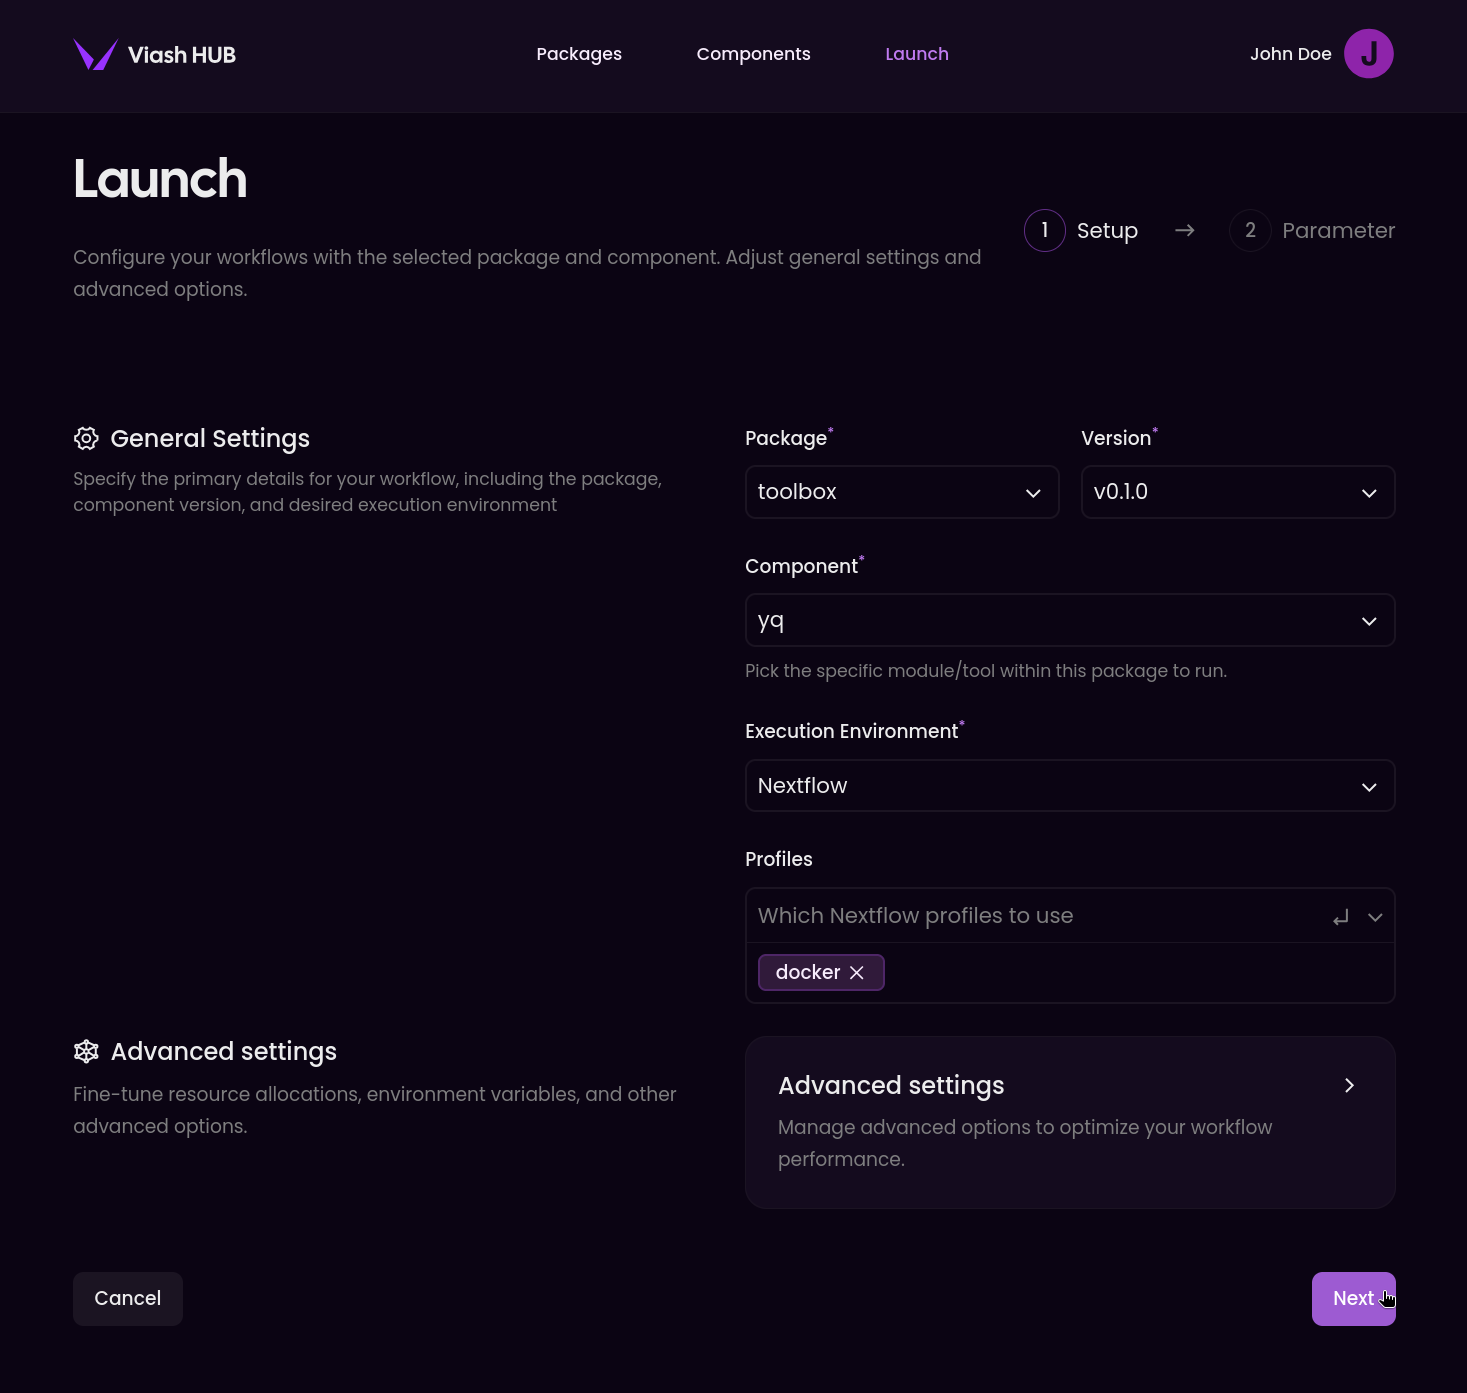 Viash HUB
Packages
Components
Launch
John Doe
J
Launch
Configure your workflows with the selected package and component. Adjust general settings and
advanced options.
1 Setup → 2 Parameter
General Settings
Specify the primary details for your workflow, including the package,
component version, and desired execution environment
Package*
toolbox
Version*
v0.1.0
Component*
yq
Pick the specific module/tool within this package to run.
Execution Environment*
Nextflow
Profiles
Which Nextflow profiles to use
docker
Advanced settings
Fine-tune resource allocations, environment variables, and other
advanced options.
Advanced settings
Manage advanced options to optimize your workflow
performance.
Cancel
Next